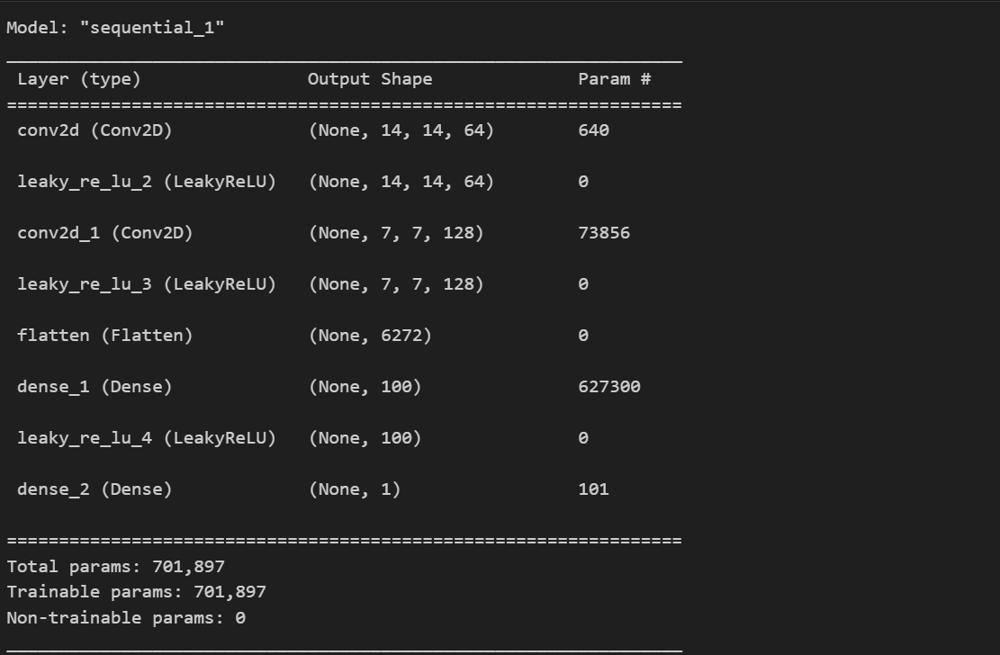 Model: "sequential_1"
_________________________________________________________________
Layer (type) Output Shape Param #
=================================================================
conv2d (Conv2D) (None, 14, 14, 64) 640
leaky_re_lu_2 (LeakyReLU) (None, 14, 14, 64) 0
conv2d_1 (Conv2D) (None, 7, 7, 128) 73856
leaky_re_lu_3 (LeakyReLU) (None, 7, 7, 128) 0
flatten (Flatten) (None, 6272) 0
dense_1 (Dense) (None, 100) 627300
leaky_re_lu_4 (LeakyReLU) (None, 100) 0
dense_2 (Dense) (None, 1) 101
=================================================================
Total params: 701,897
Trainable params: 701,897
Non-trainable params: 0
_________________________________________________________________